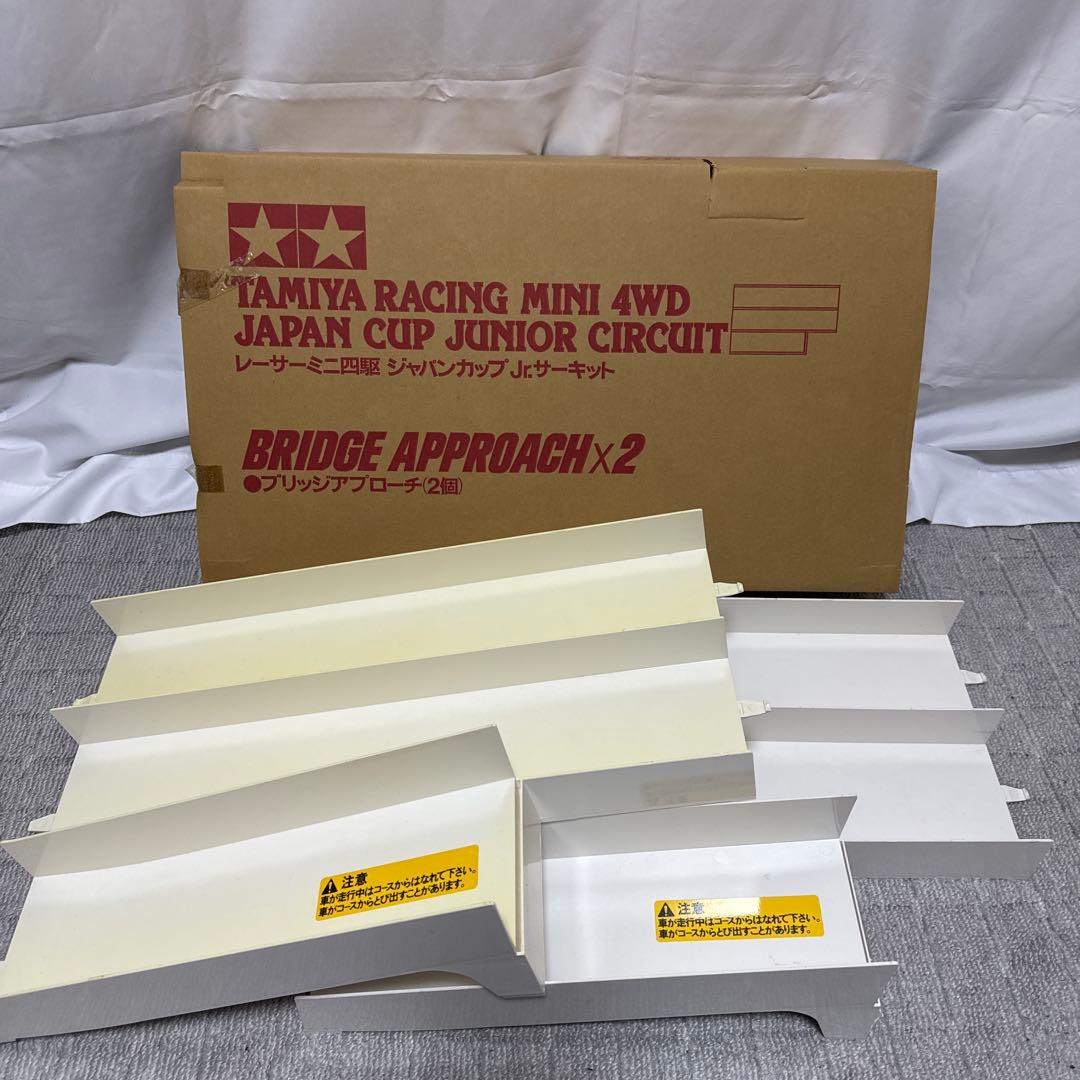 TAMIYA RACING MINI 4WD
JAPAN CUP JUNIOR CIRCUIT
レーサーミニ四駆 ジャパンカップ Jr.サーキット
BRIDGE APPROACH×2
●ブリッジアプローチ(2個)
注意
車が走行中はコースからはなれて下さい。
車がコースからとび出すことがあります。
注意
車が走行中はコースからはなれて下さい。
車がコースからとび出すことがあります。